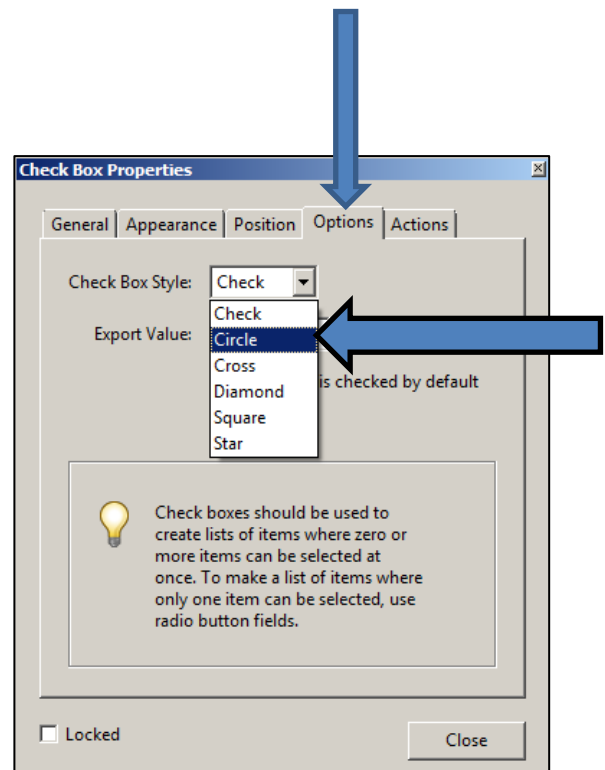 Check Box Properties
General Appearance Position Options Actions
Check Box Style: Check
Check
Export Value: Circle
Cross
is checked by default
Diamond
Square
Star
Check boxes should be used to
create lists of items where zero or
more items can be selected at
once. To make a list of items where
only one item can be selected, use
radio button fields.
Locked
Close